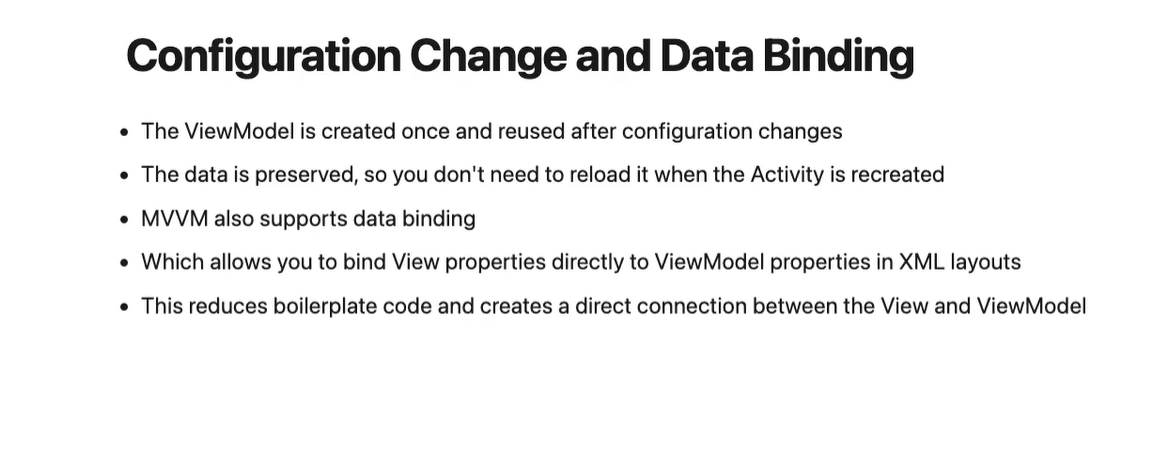 Configuration Change and Data Binding
• The ViewModel is created once and reused after configuration changes
• The data is preserved, so you don't need to reload it when the Activity is recreated
• MVVM also supports data binding
• Which allows you to bind View properties directly to ViewModel properties in XML layouts
• This reduces boilerplate code and creates a direct connection between the View and ViewModel